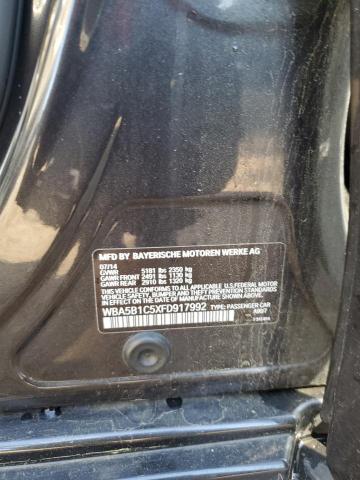 MFD BY BAYERISCHE MOTOREN WERKE AG
07/14
GVWR 5181 lbs 2350 kg
GAWR FRONT 2491 lbs 1130 kg
GAWR REAR 2910 lbs 1320 kg
THIS VEHICLE CONFORMS TO ALL APPLICABLE U.S.FEDERAL MOTOR
VEHICLE SAFETY, BUMPER AND THEFT PREVENTION STANDARDS
IN EFFECT ON THE DATE OF MANUFACTURE SHOWN ABOVE.
WBA5B1C5XFD917992 TYPE: PASSENGER CAR